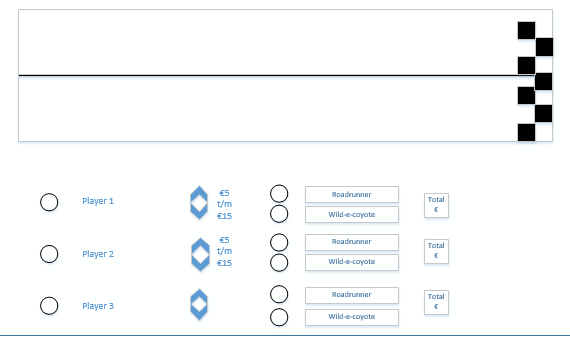 Player 1
€5
t/m
€15
Roadrunner
Wild-e-coyote
Total
€
Player 2
€5
t/m
€15
Roadrunner
Wild-e-coyote
Total
€
Player 3
Roadrunner
Wild-e-coyote
Total
€